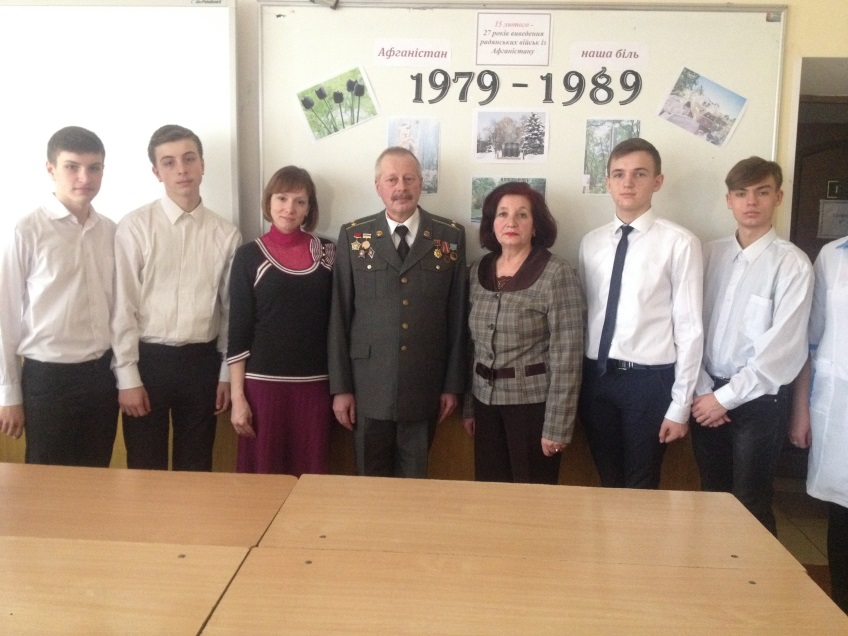 15 лютого -
27 років виведення
радянських військ із
Афганістану
Афганістан
наша біль
1979 - 1989